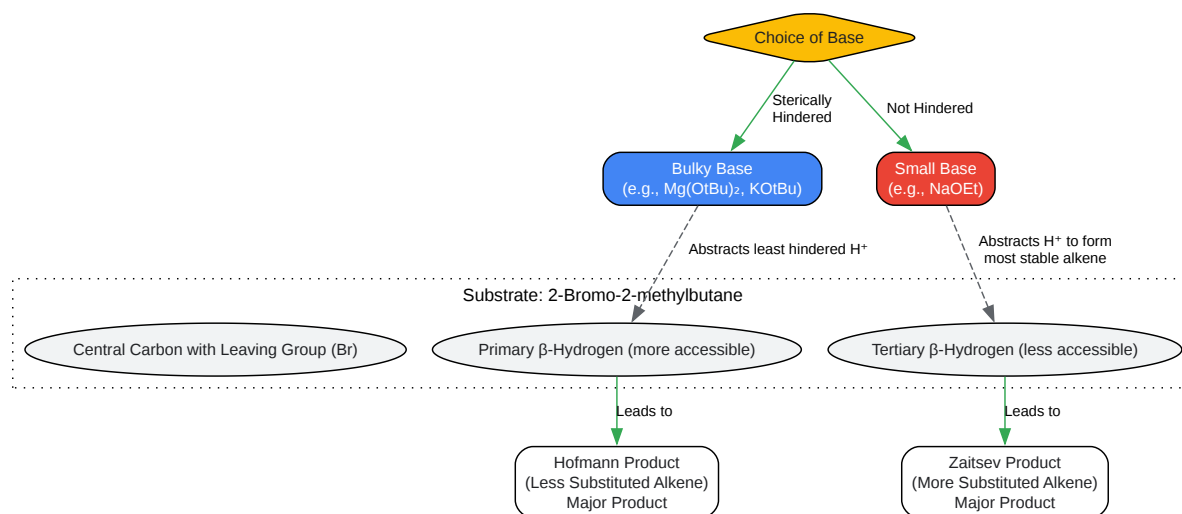 Choice of Base
Sterically
Hindered
Not Hindered
Bulky Base
(e.g., Mg(OtBu)₂, KOtBu)
Small Base
(e.g., NaOEt)
Abstracts least hindered H⁺
Abstracts H⁺ to form
most stable alkene
Substrate: 2-Bromo-2-methylbutane
Central Carbon with Leaving Group (Br)
Primary β-Hydrogen (more accessible)
Tertiary β-Hydrogen (less accessible)
Leads to
Leads to
Hofmann Product
(Less Substituted Alkene)
Major Product
Zaitsev Product
(More Substituted Alkene)
Major Product